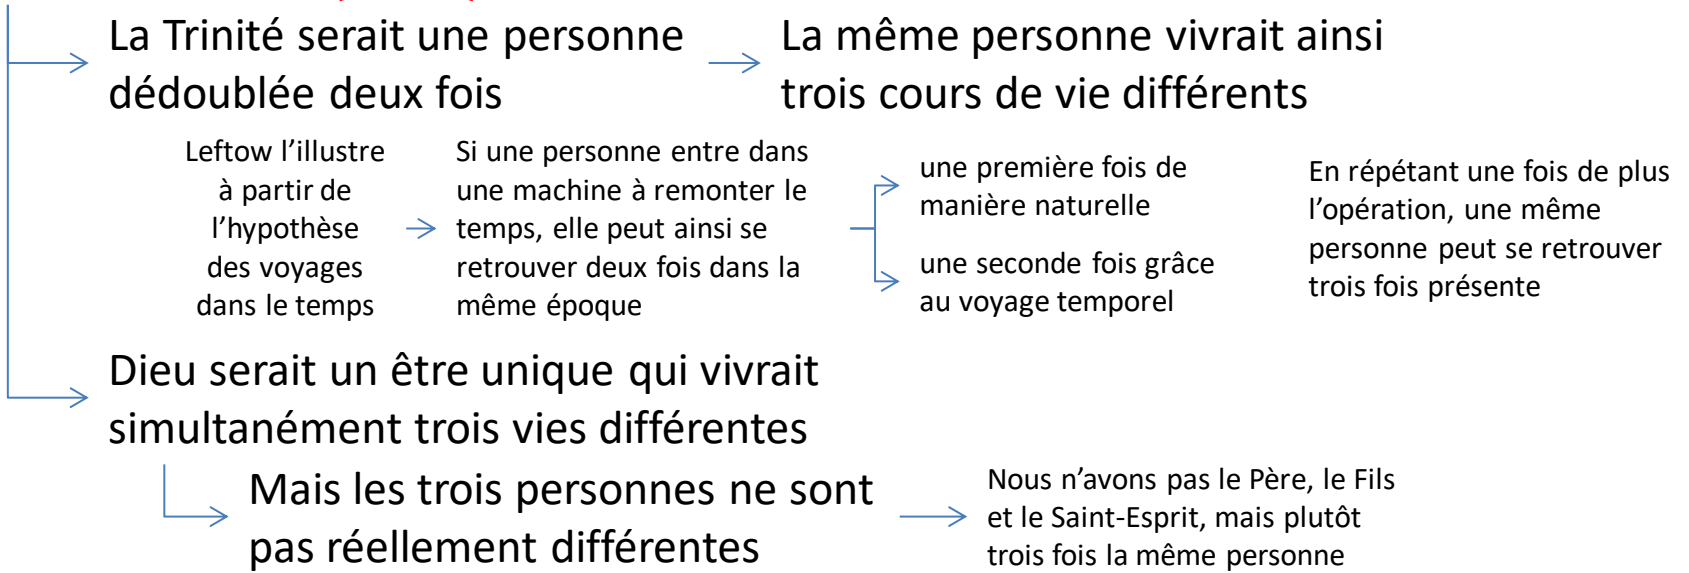 La Trinité serait une personne
dédoublée deux fois
La même personne vivrait ainsi
trois cours de vie différents
Leftow l’illustre
à partir de
l’hypothèse
des voyages
dans le temps
Si une personne entre dans
une machine à remonter le
temps, elle peut ainsi se
retrouver deux fois dans la
même époque
une première fois de
manière naturelle
une seconde fois grâce
au voyage temporel
En répétant une fois de plus
l’opération, une même
personne peut se retrouver
trois fois présente
Dieu serait un être unique qui vivrait
simultanément trois vies différentes
Mais les trois personnes ne sont
pas réellement différentes
Nous n’avons pas le Père, le Fils
et le Saint-Esprit, mais plutôt
trois fois la même personne